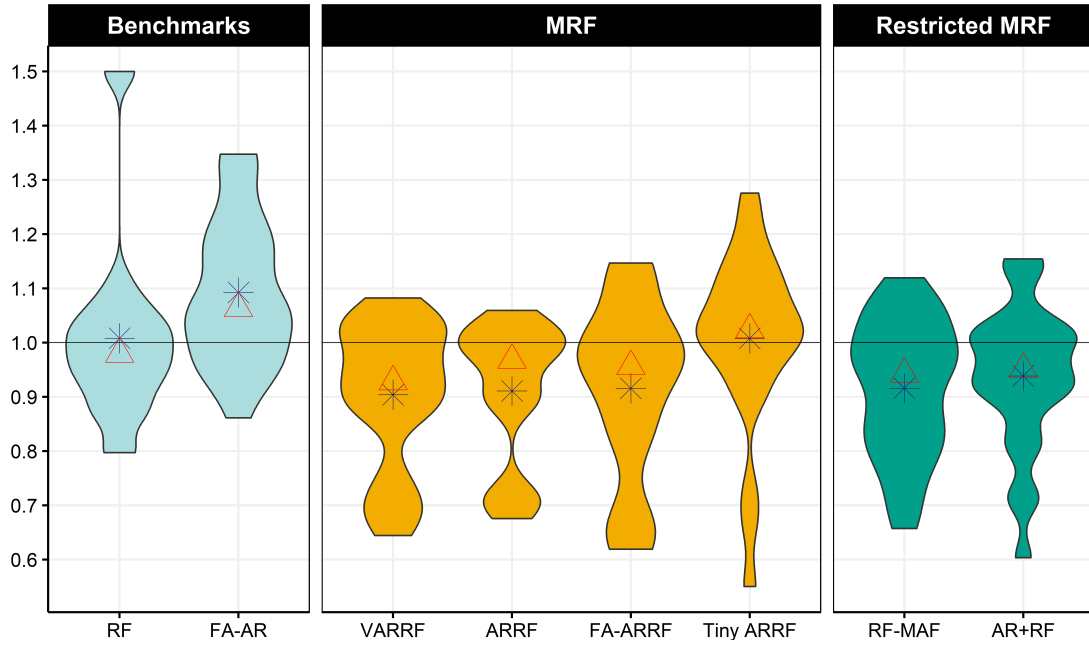 Benchmarks
MRF
Restricted MRF
1.5
1.4
1.3
1.2
1.1
1.0
0.9
0.8
0.7
0.6
RF
FA-AR
VARRF
ARRF
FA-ARRF
Tiny ARRF
RF-MAF
AR+RF